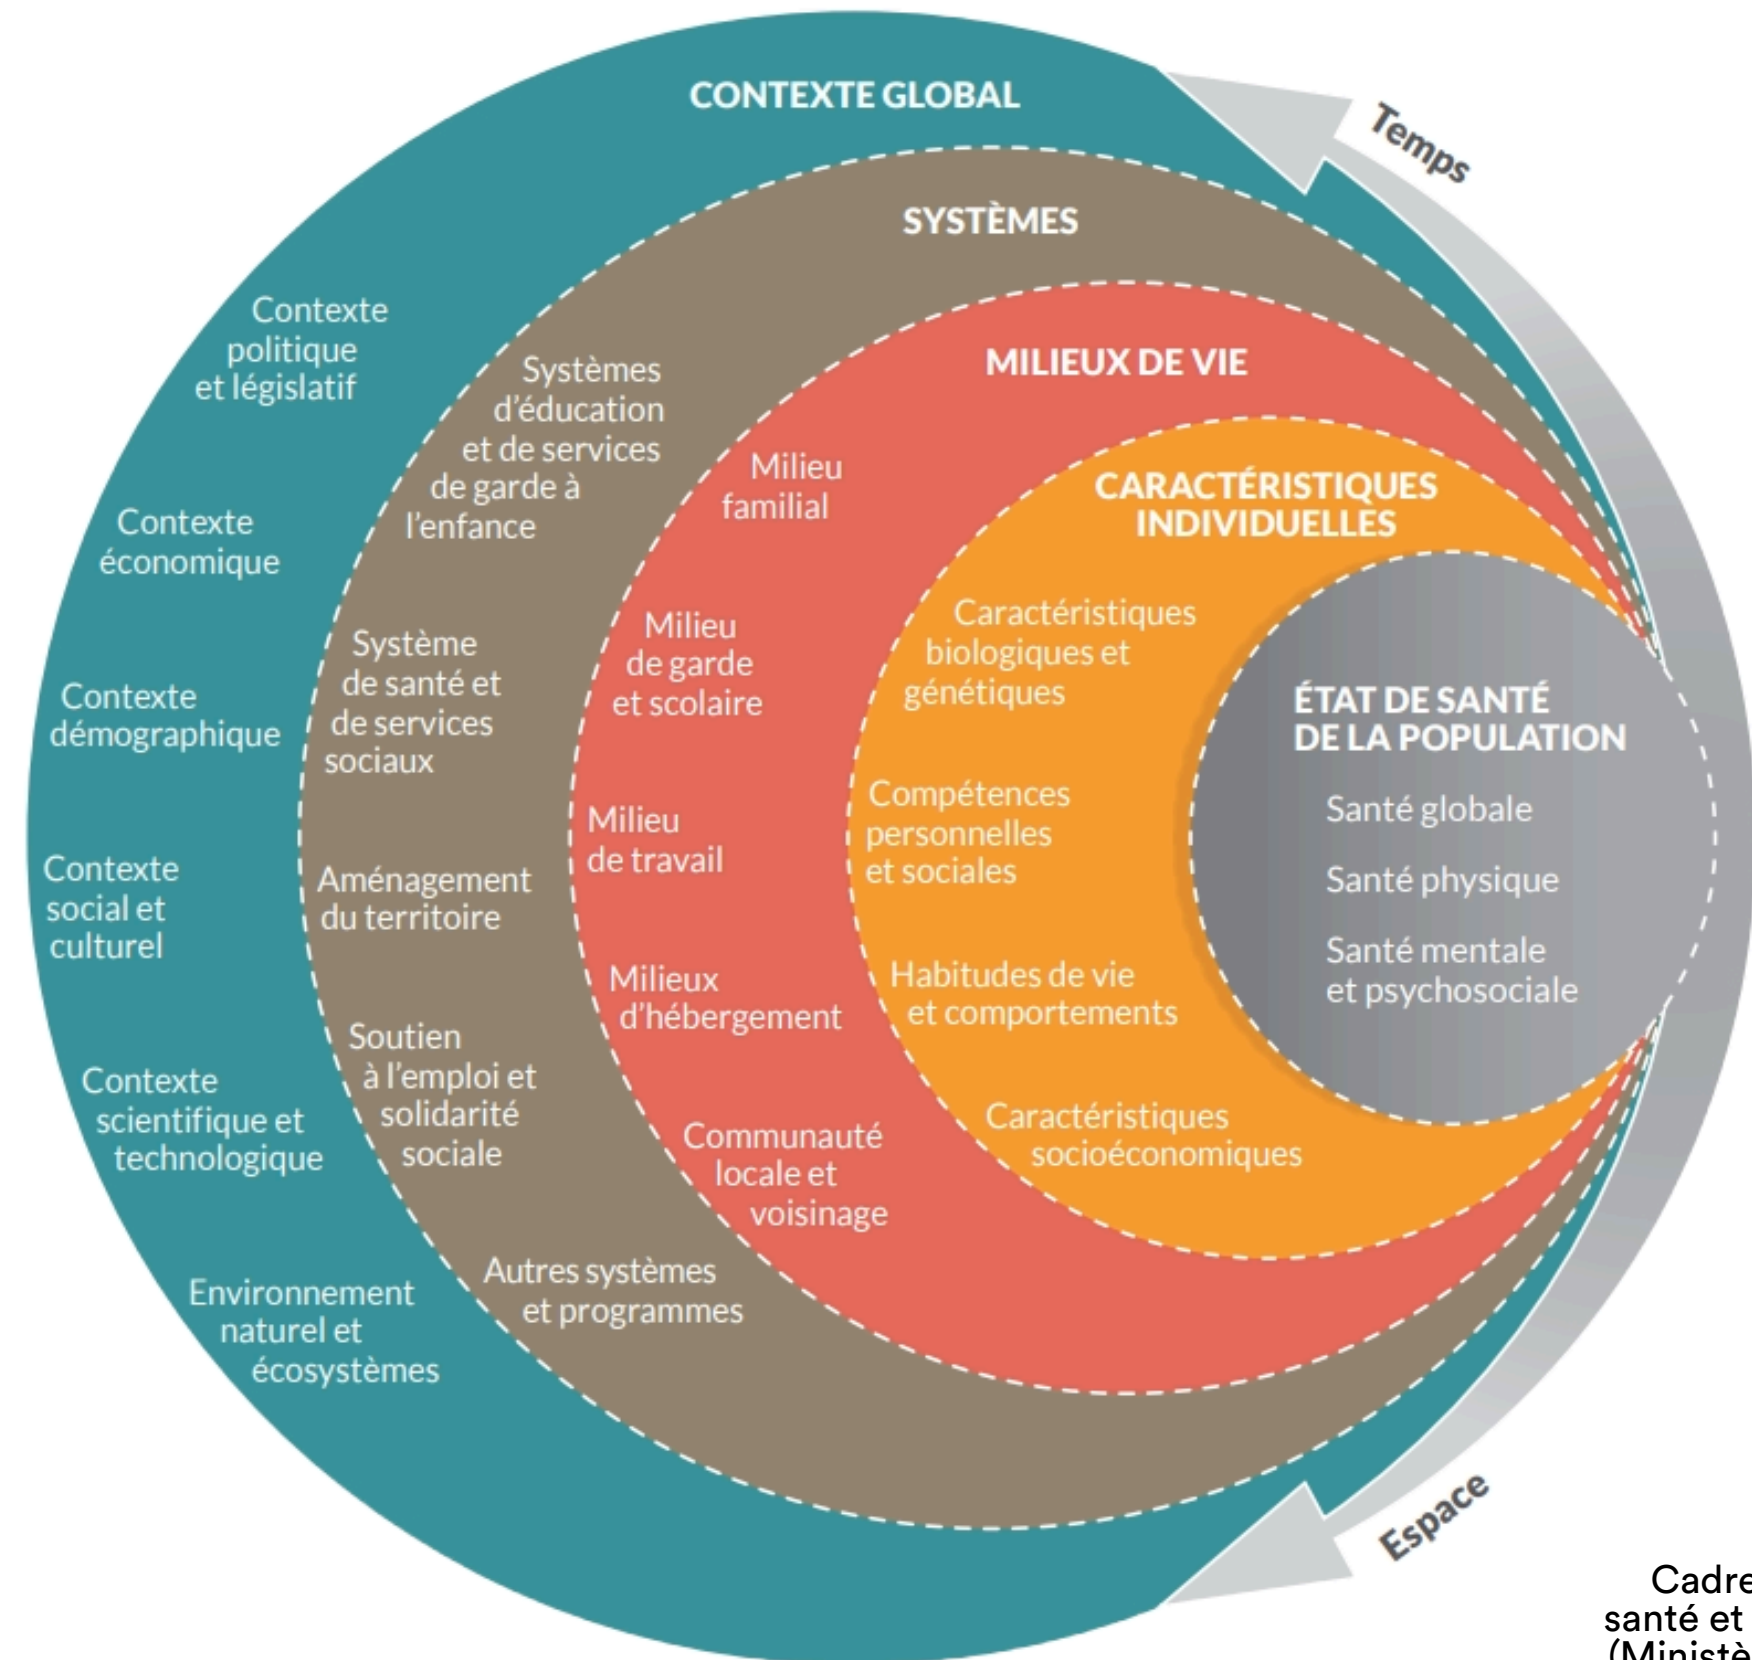 CONTEXTE GLOBAL
Contexte
politique
et législatif
Contexte
économique
Contexte
démographique
Contexte
social et
culturel
Contexte
scientifique et
technologique
Environnement
naturel et
écosystèmes
SYSTÈMES
Systèmes
d'éducation
et de services
de garde à
l'enfance
Système
de santé et
de services
sociaux
Aménagement
du territoire
Soutien
à l'emploi et
solidarité
sociale
Autres systèmes
et programmes
MILIEUX DE VIE
Milieu
familial
Milieu
de garde
et scolaire
Milieu
de travail
Milieux
d'hébergement
Communauté
locale et
voisinage
CARACTÉRISTIQUES
INDIVIDUELLES
Caractéristiques
biologiques et
génétiques
Compétences
personnelles
et sociales
Habitudes de vie
et comportements
Caractéristiques
socioéconomiques
ÉTAT DE SANTÉ
DE LA POPULATION
Santé globale
Santé physique
Santé mentale
et psychosociale
Temps
Espace
Cadre
santé et